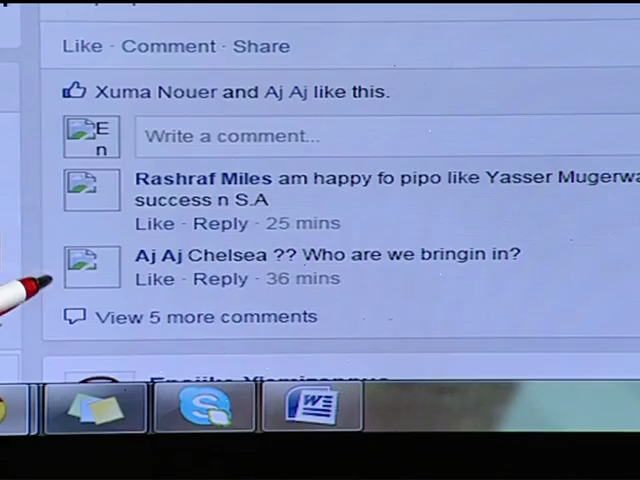 Like · Comment · Share
Xuma Nouer and Aj Aj like this.
E
n
Write a comment...
Rashraf Miles am happy fo pipo like Yasser Mugerwa
success n S.A
Like · Reply · 25 mins
Aj Aj Chelsea ?? Who are we bringin in?
Like · Reply · 36 mins
View 5 more comments
S
W